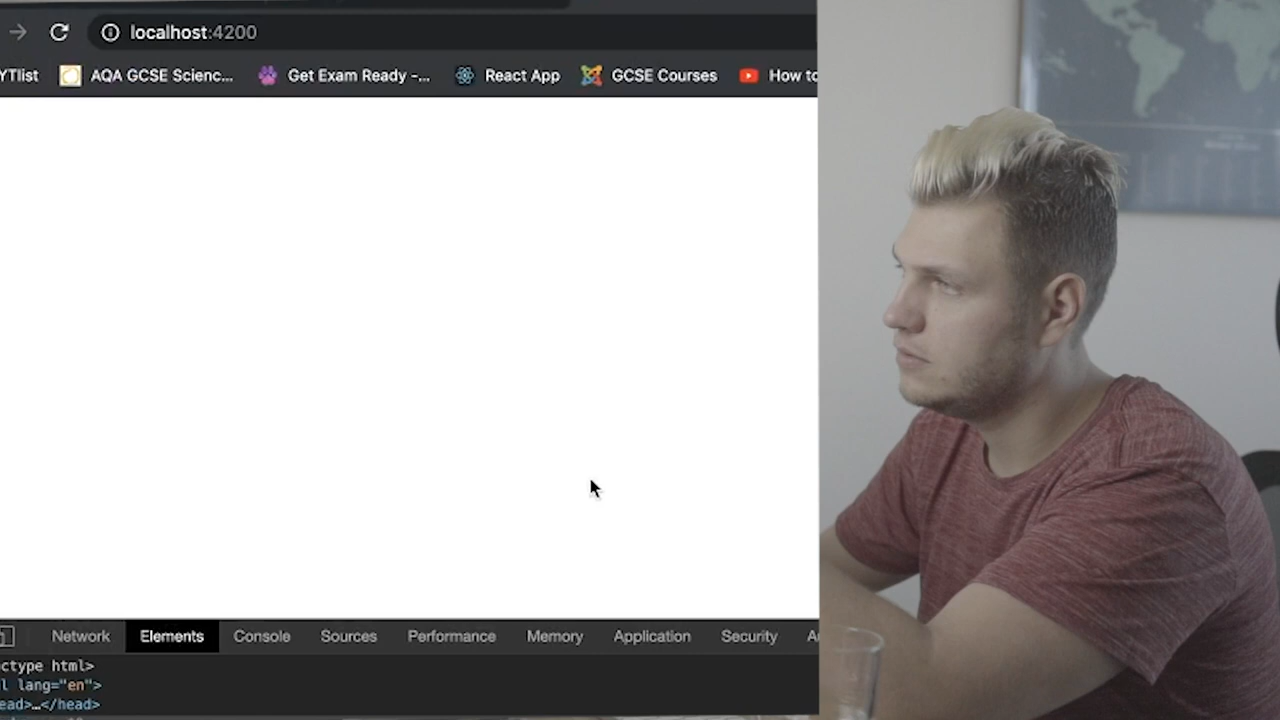 localhost:4200
YTlist AQA GCSE Scienc... Get Exam Ready -... React App GCSE Courses How to
Network Elements Console Sources Performance Memory Application Security
ctype html>
l lang="en">
ead>…</head>